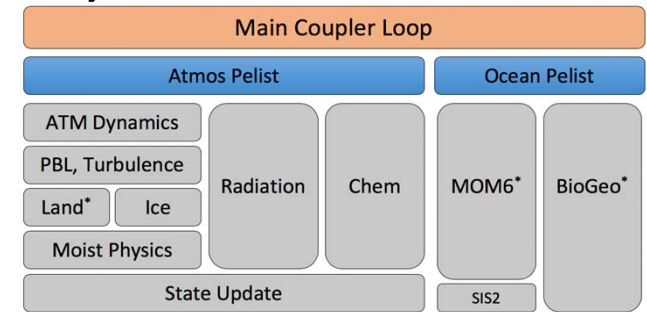 Main Coupler Loop
Atmos Pelist
Ocean Pelist
ATM Dynamics
PBL, Turbulence
Land*
Ice
Moist Physics
Radiation
Chem
State Update
MOM6*
SIS2
BioGeo*